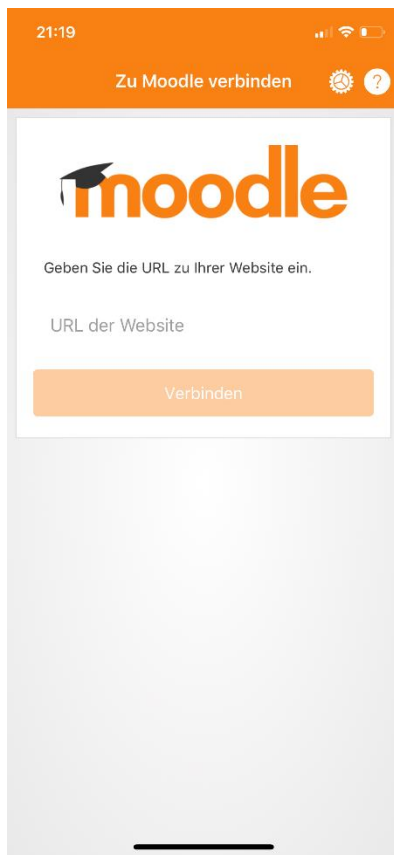 21:19
Zu Moodle verbinden
?
moodle
Geben Sie die URL zu Ihrer Website ein.
URL der Website
Verbinden